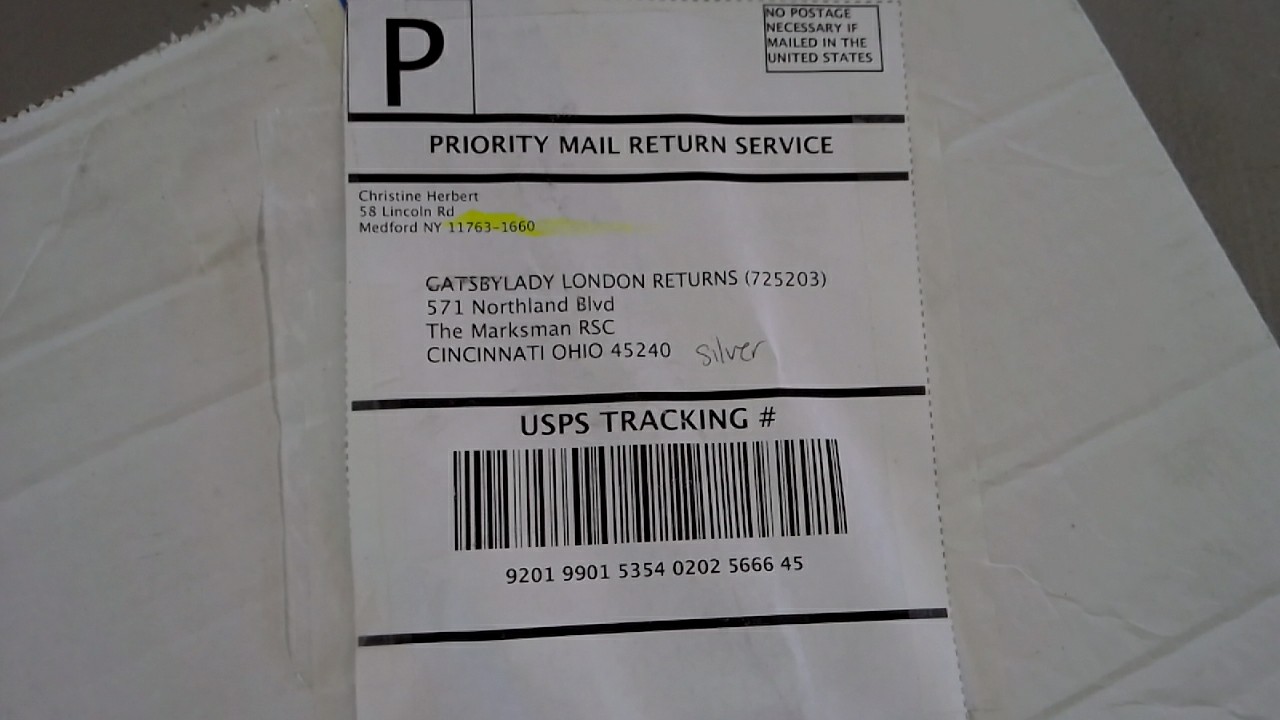 P
NO POSTAGE
NECESSARY IF
MAILED IN THE
UNITED STATES
PRIORITY MAIL RETURN SERVICE
Christine Herbert
58 Lincoln Rd
Medford NY 11763-1660
GATSBYLADY LONDON RETURNS (725203)
571 Northland Blvd
The Marksman RSC
CINCINNATI OHIO 45240 silver
USPS TRACKING #
9201 9901 5354 0202 5666 45